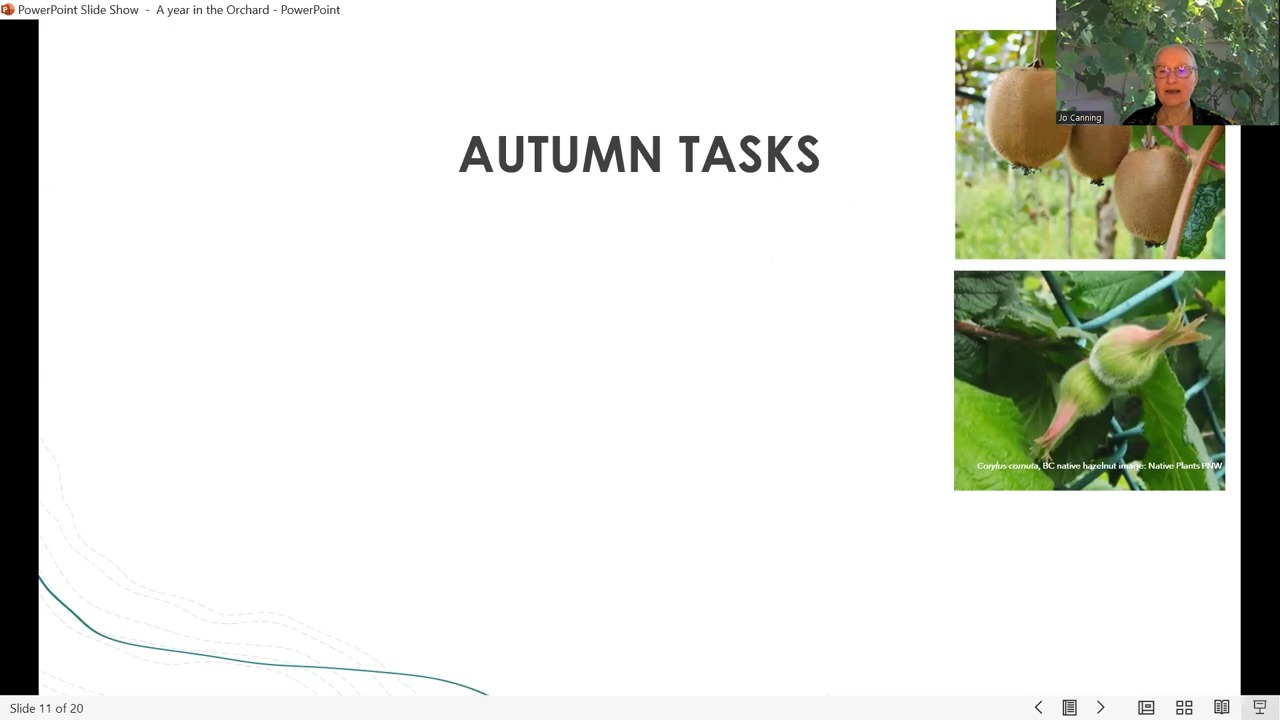 PowerPoint Slide Show - A year in the Orchard - PowerPoint
Jo Canning
AUTUMN TASKS
Corylus cornuta, BC native hazelnut image: Native Plants PNW
Slide 11 of 20